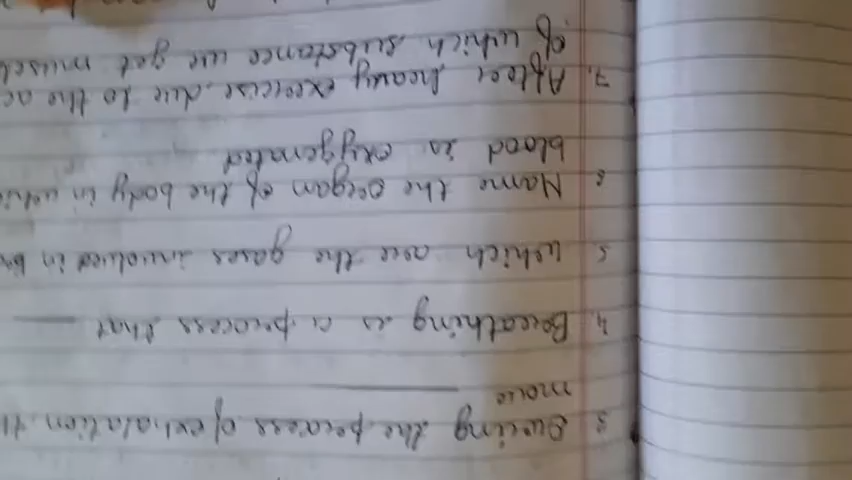 3. During the process of exhalation, th
move ________
4. Breathing is a process that ____
5. which are the gases involved in
6. Name the organ of the body in whic
blood is oxygenated
7. After heavy exercise, due to the ac
of which substance we get muscl